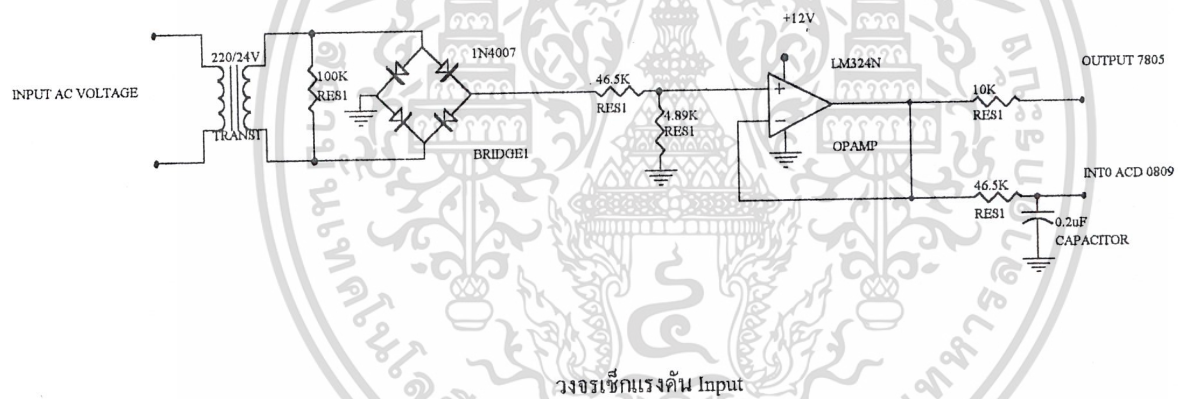 +12V
220/24V
1N4007
LM324N
OUTPUT 7805
INPUT AC VOLTAGE
100K
RES1
46.5K
RES1
10K
RES1
4.89K
RES1
TRANS1
BRIDGE1
OPAMP
INT0 ACD 0809
46.5K
RES1
0.2uF
CAPACITOR
วงจรเช็กแรงดัน Input